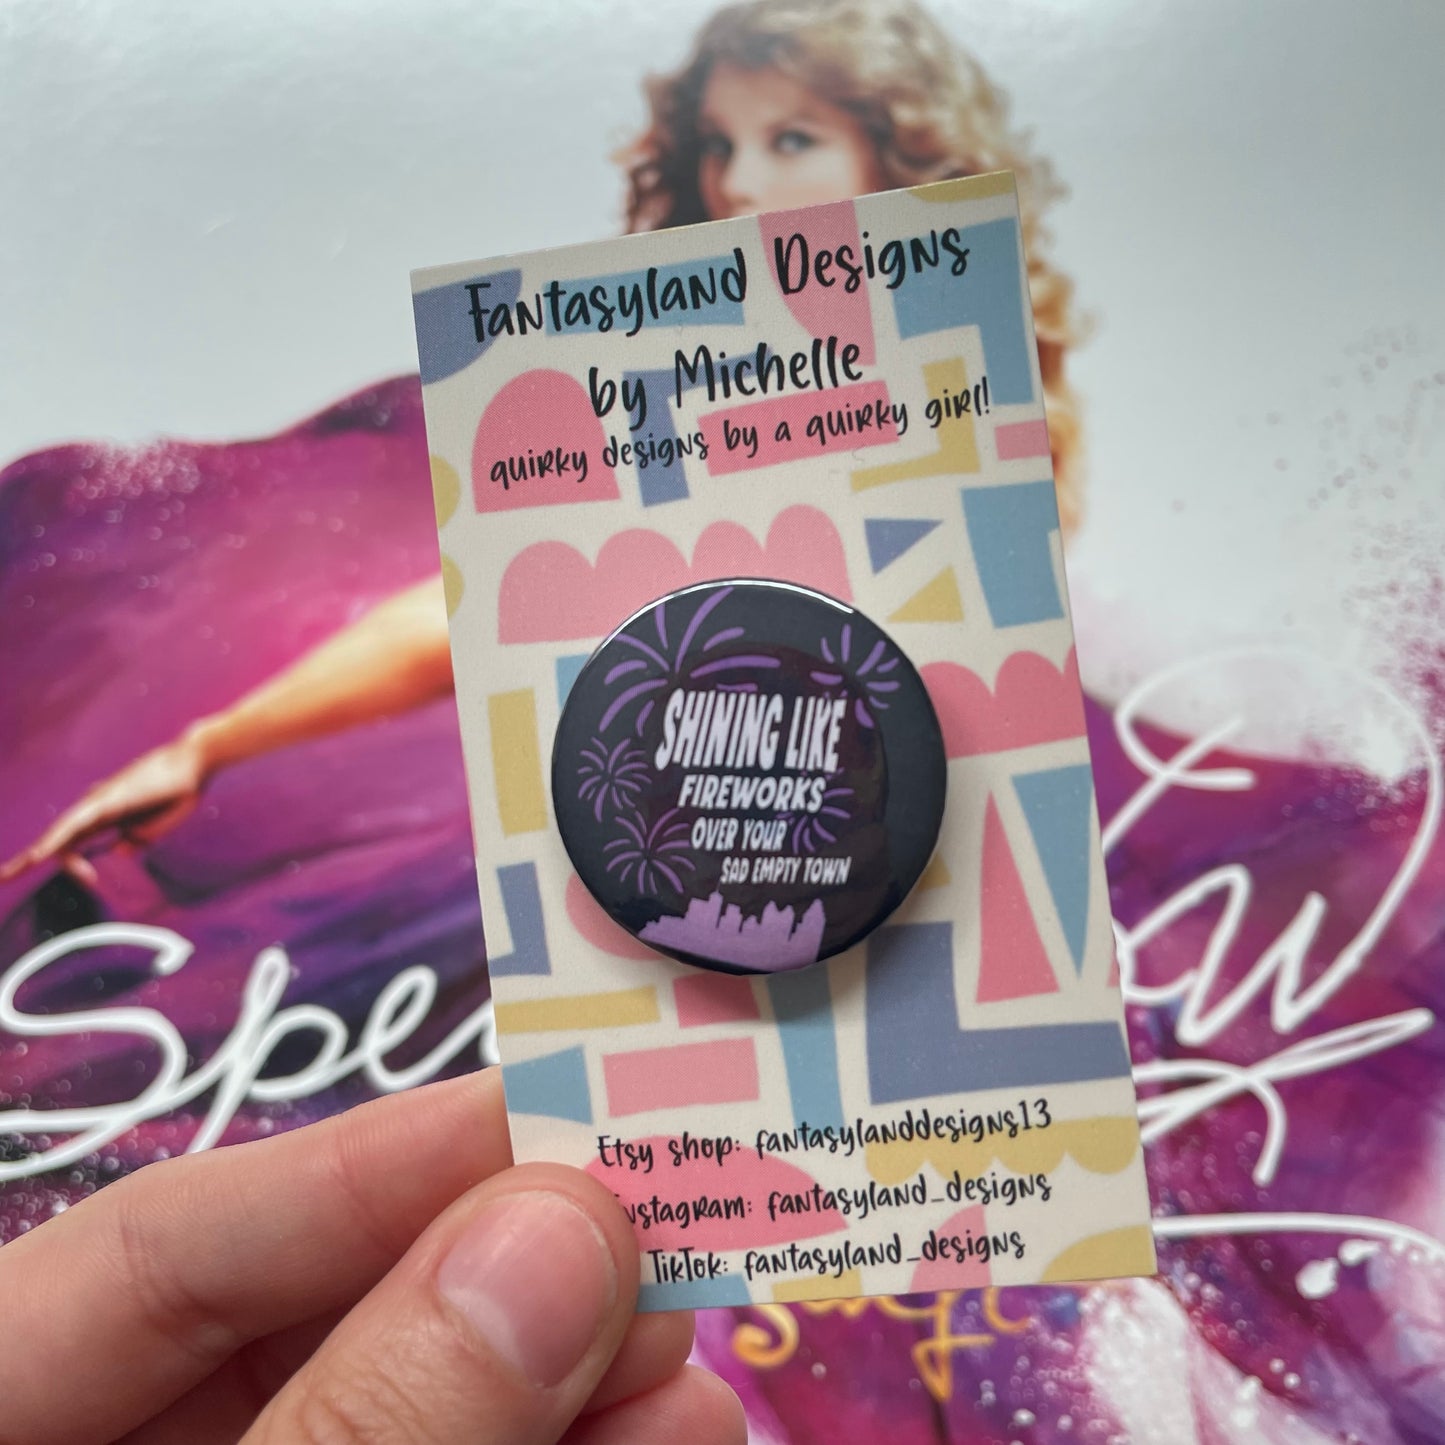 Fantasyland Designs
by Michelle
quirky designs by a quirky girl!
SHINING LIKE
FIREWORKS
OVER YOUR
SAD EMPTY TOWN
Etsy shop: fantasylanddesigns13
nstagram: fantasyland_designs
TikTok: fantasyland_designs